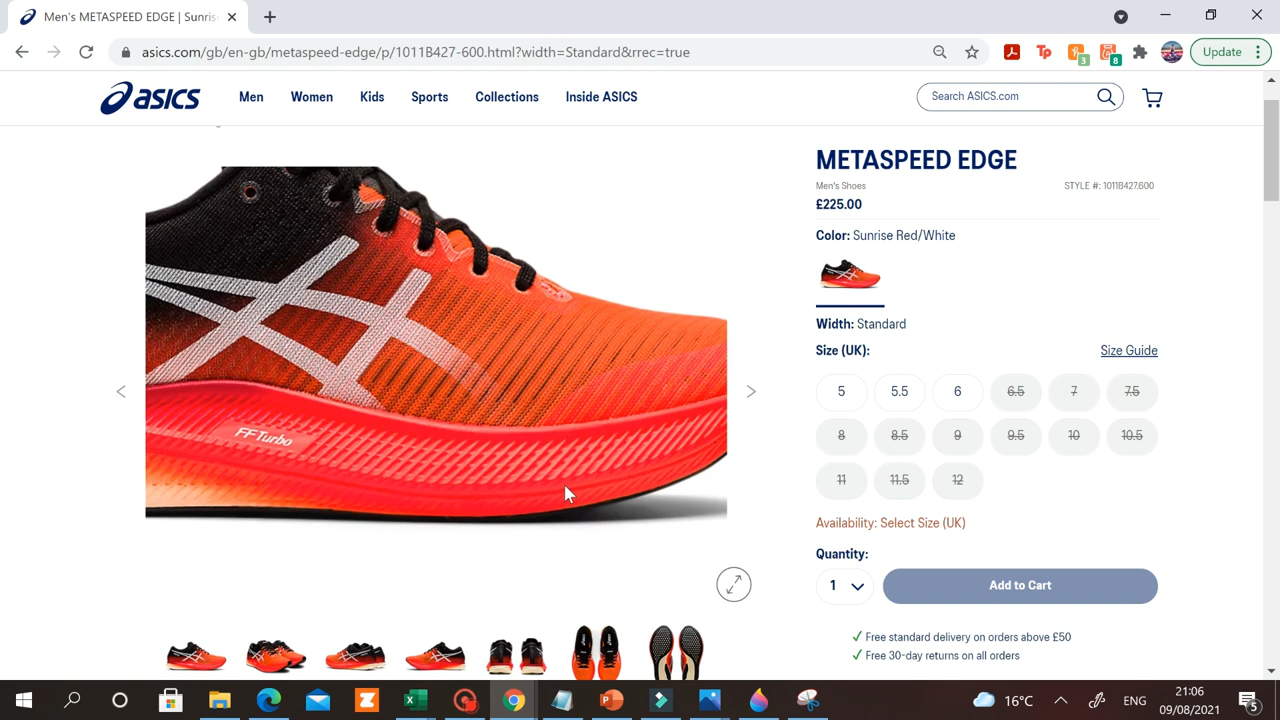 Men's METASPEED EDGE | Sunris
asics.com/gb/en-gb/metaspeed-edge/p/1011B427-600.html?width=Standard&rrec=true
3
8
Update
asics
Men
Women
Kids
Sports
Collections
Inside ASICS
Search ASICS.com
METASPEED EDGE
Men's Shoes
STYLE #: 1011B427.600
£225.00
Color: Sunrise Red/White
Width: Standard
Size (UK):
Size Guide
5 5.5 6 6.5 7 7.5
8 8.5 9 9.5 10 10.5
11 11.5 12
FF Turbo
Availability: Select Size (UK)
Quantity:
1
Add to Cart
✓ Free standard delivery on orders above £50
✓ Free 30-day returns on all orders
16°C
ENG
21:06
09/08/2021
5